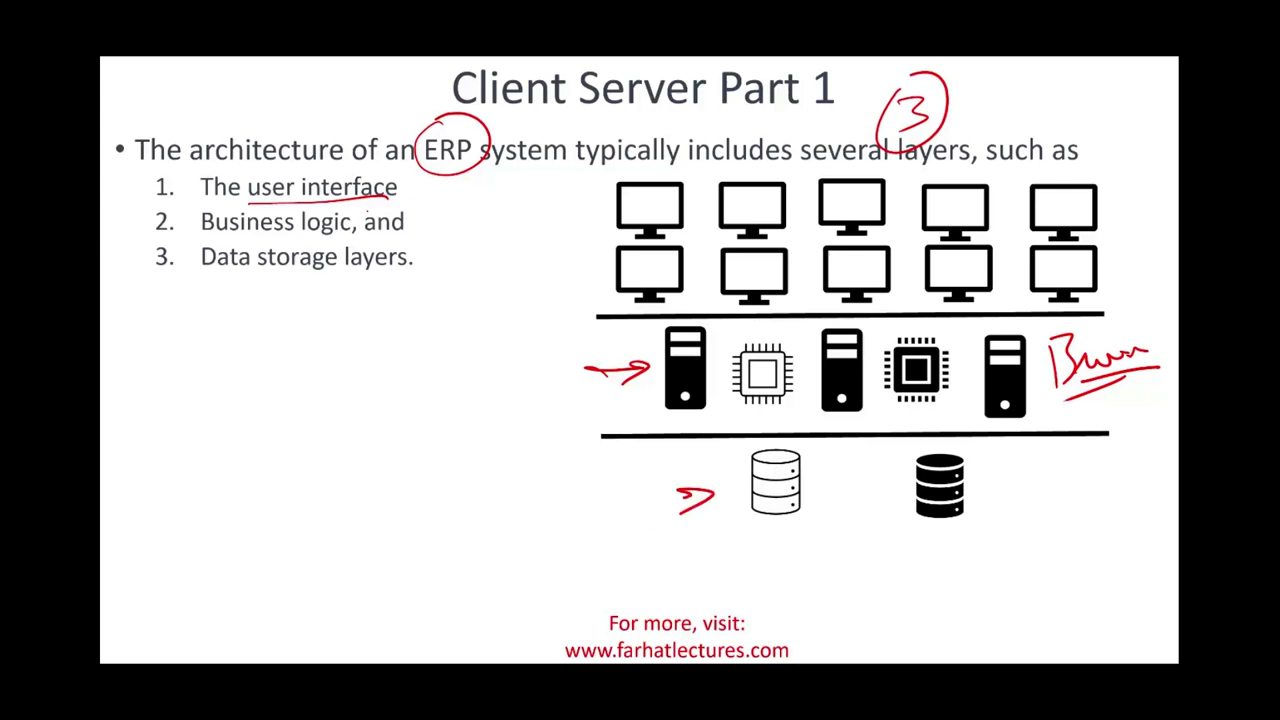 Client Server Part 1
3
• The architecture of an ERP system typically includes several layers, such as
1. The user interface
2. Business logic, and
3. Data storage layers.
For more, visit:
www.farhatlectures.com